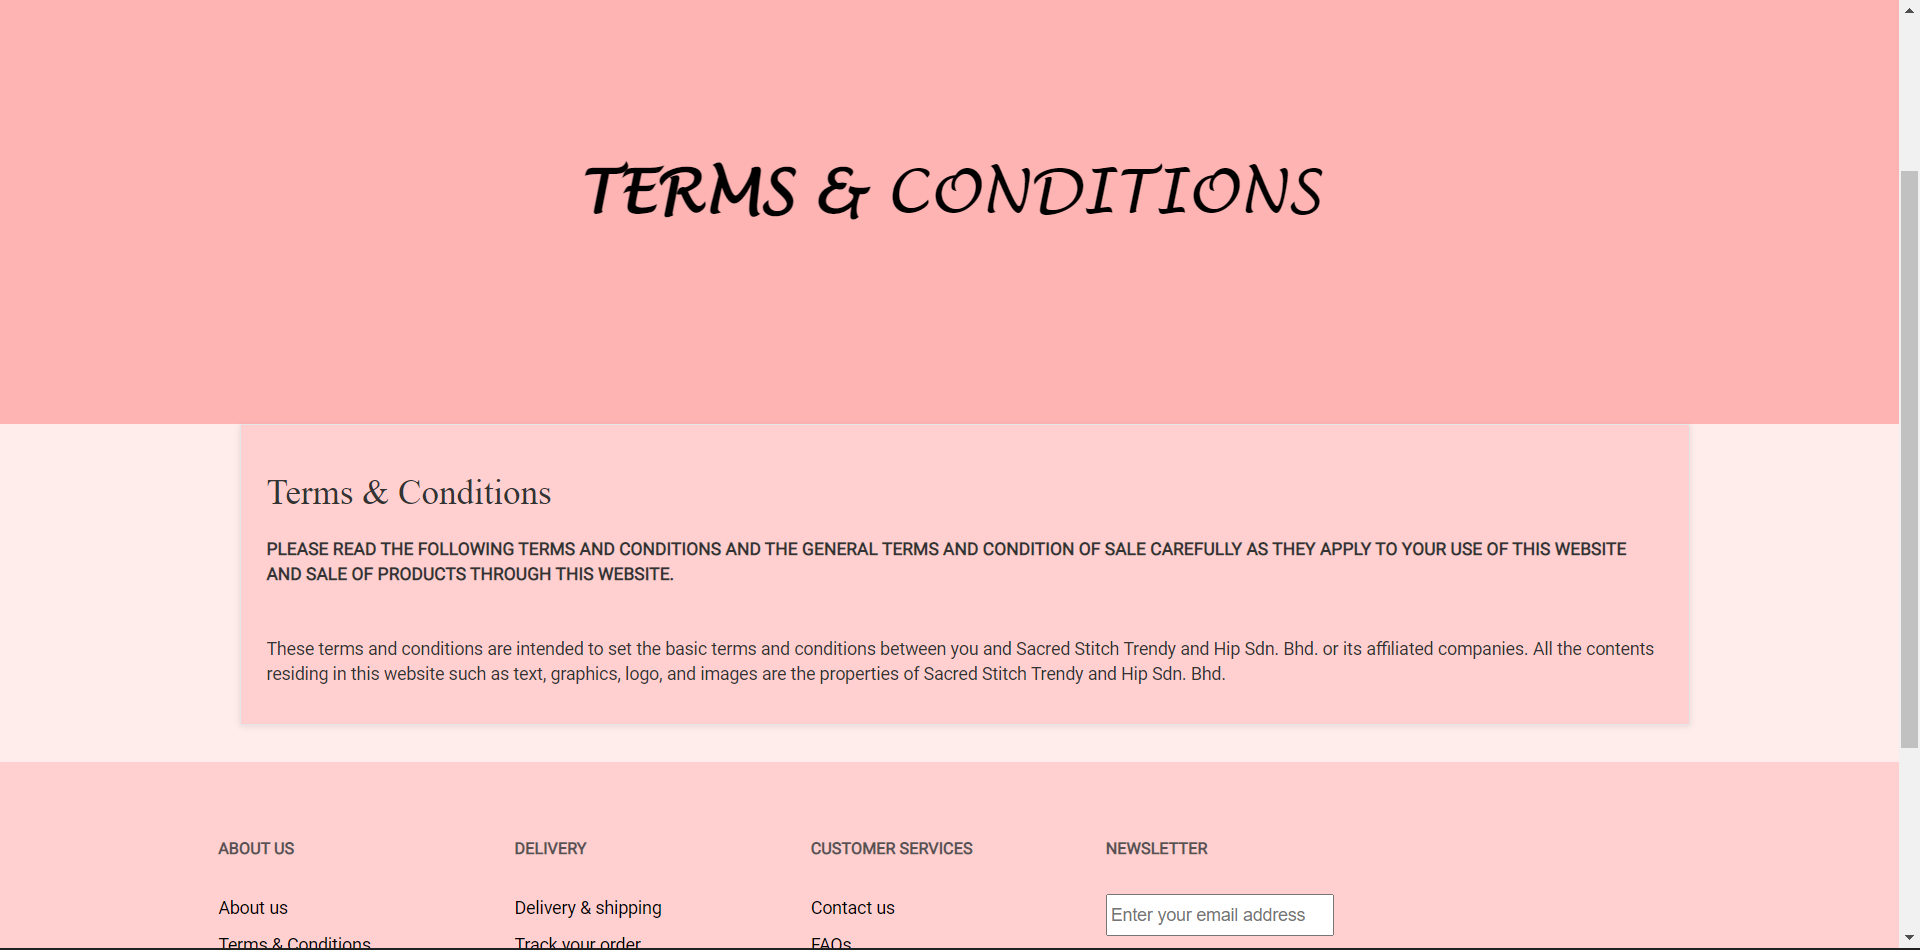 TERMS & CONDITIONS
Terms & Conditions
PLEASE READ THE FOLLOWING TERMS AND CONDITIONS AND THE GENERAL TERMS AND CONDITION OF SALE CAREFULLY AS THEY APPLY TO YOUR USE OF THIS WEBSITE
AND SALE OF PRODUCTS THROUGH THIS WEBSITE.
These terms and conditions are intended to set the basic terms and conditions between you and Sacred Stitch Trendy and Hip Sdn. Bhd. or its affiliated companies. All the contents
residing in this website such as text, graphics, logo, and images are the properties of Sacred Stitch Trendy and Hip Sdn. Bhd.
ABOUT US
About us
Terms & Conditions
DELIVERY
Delivery & shipping
Track your order
CUSTOMER SERVICES
Contact us
FAQs
NEWSLETTER
Enter your email address